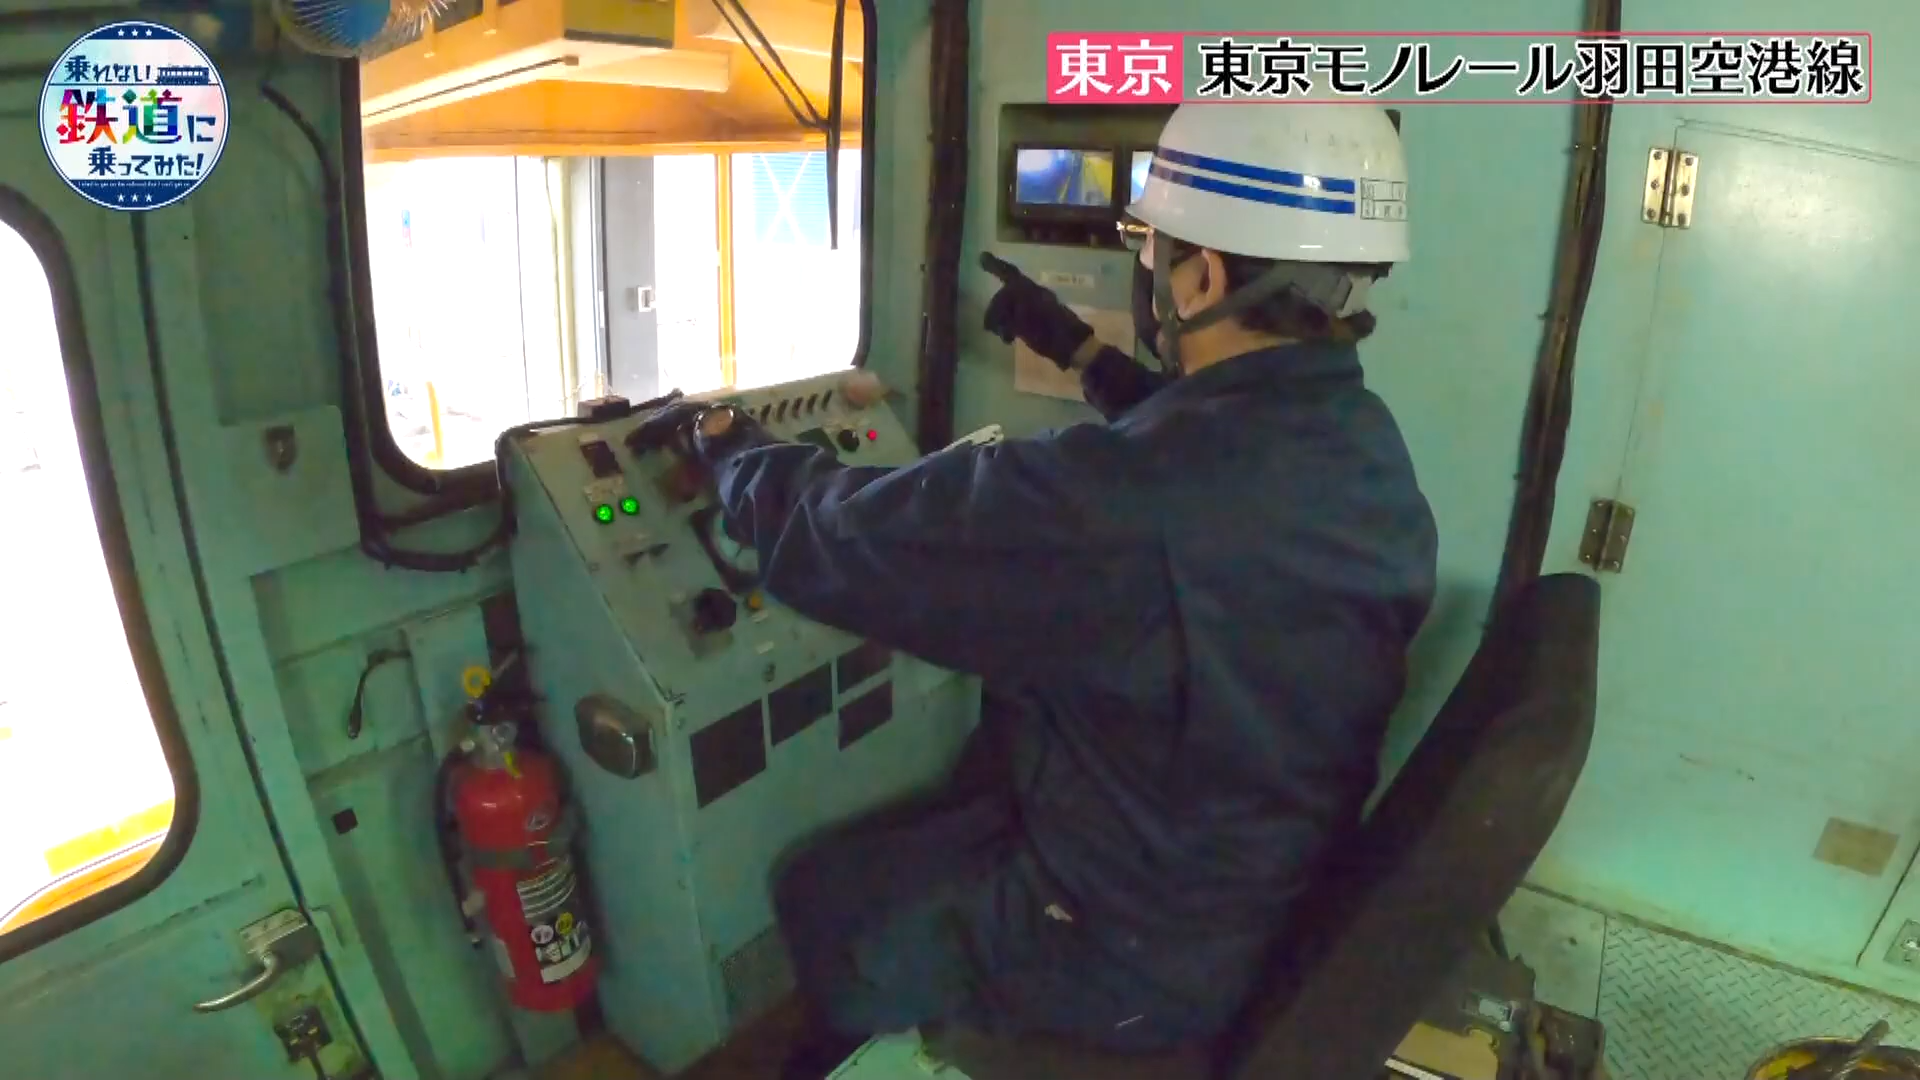 乗れない
鉄道に
乗ってみた!
東京 東京モノレール羽田空港線